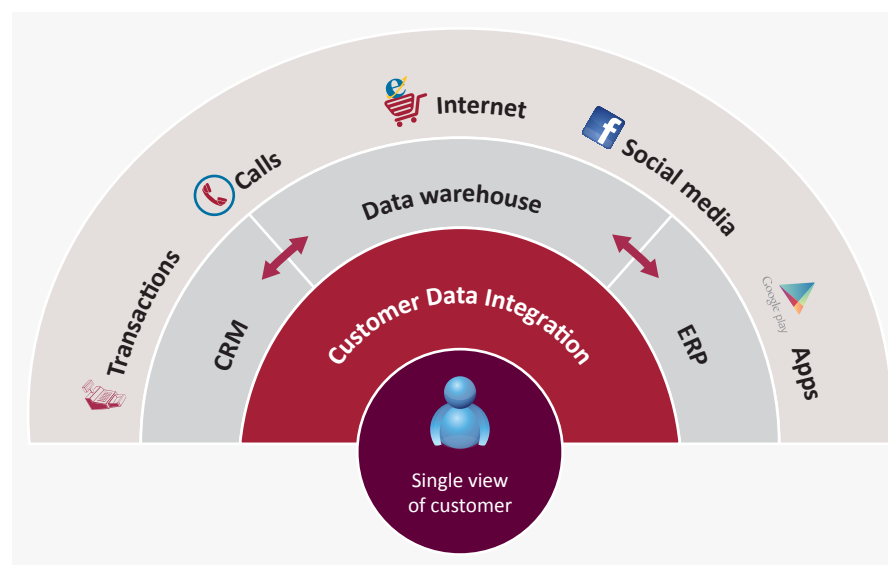 Transactions
Calls
Internet
Social media
Apps
Google play
e
f
CRM
Data warehouse
ERP
Customer Data Integration
Single view
of customer